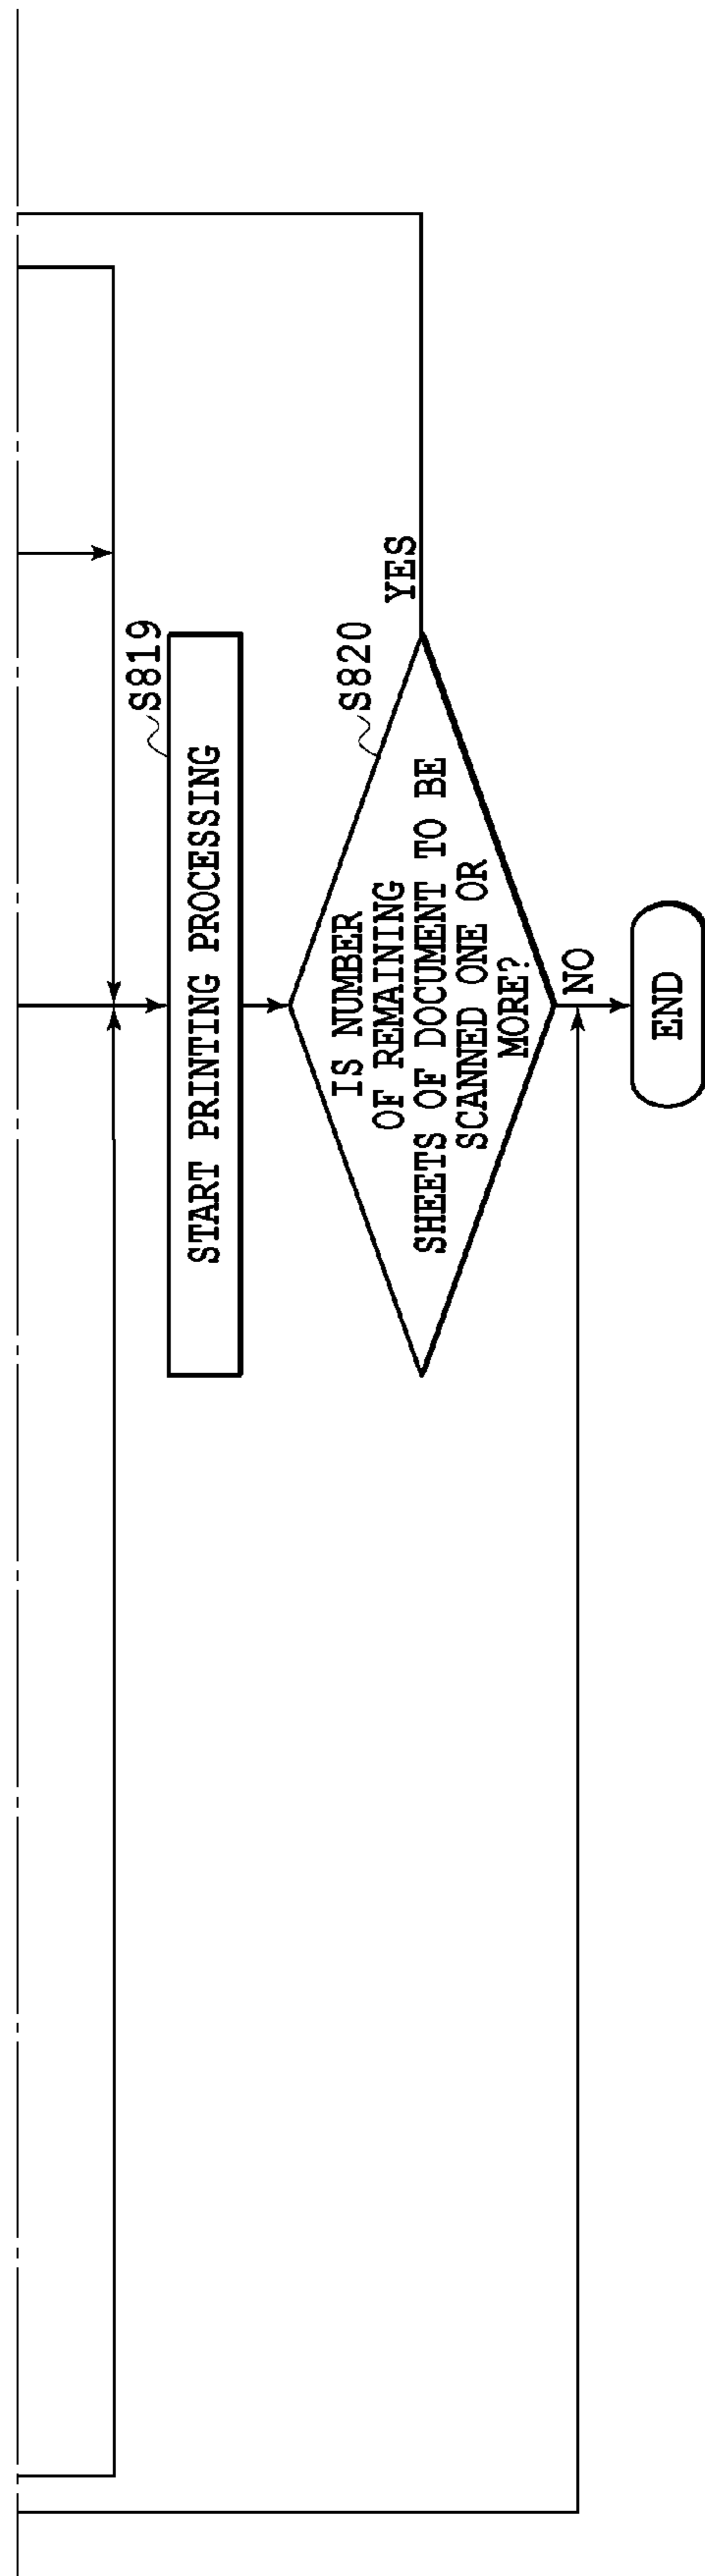 S819
START PRINTING PROCESSING
S820
IS NUMBER
OF REMAINING
SHEETS OF DOCUMENT TO BE
SCANNED ONE OR
MORE?
YES
NO
END